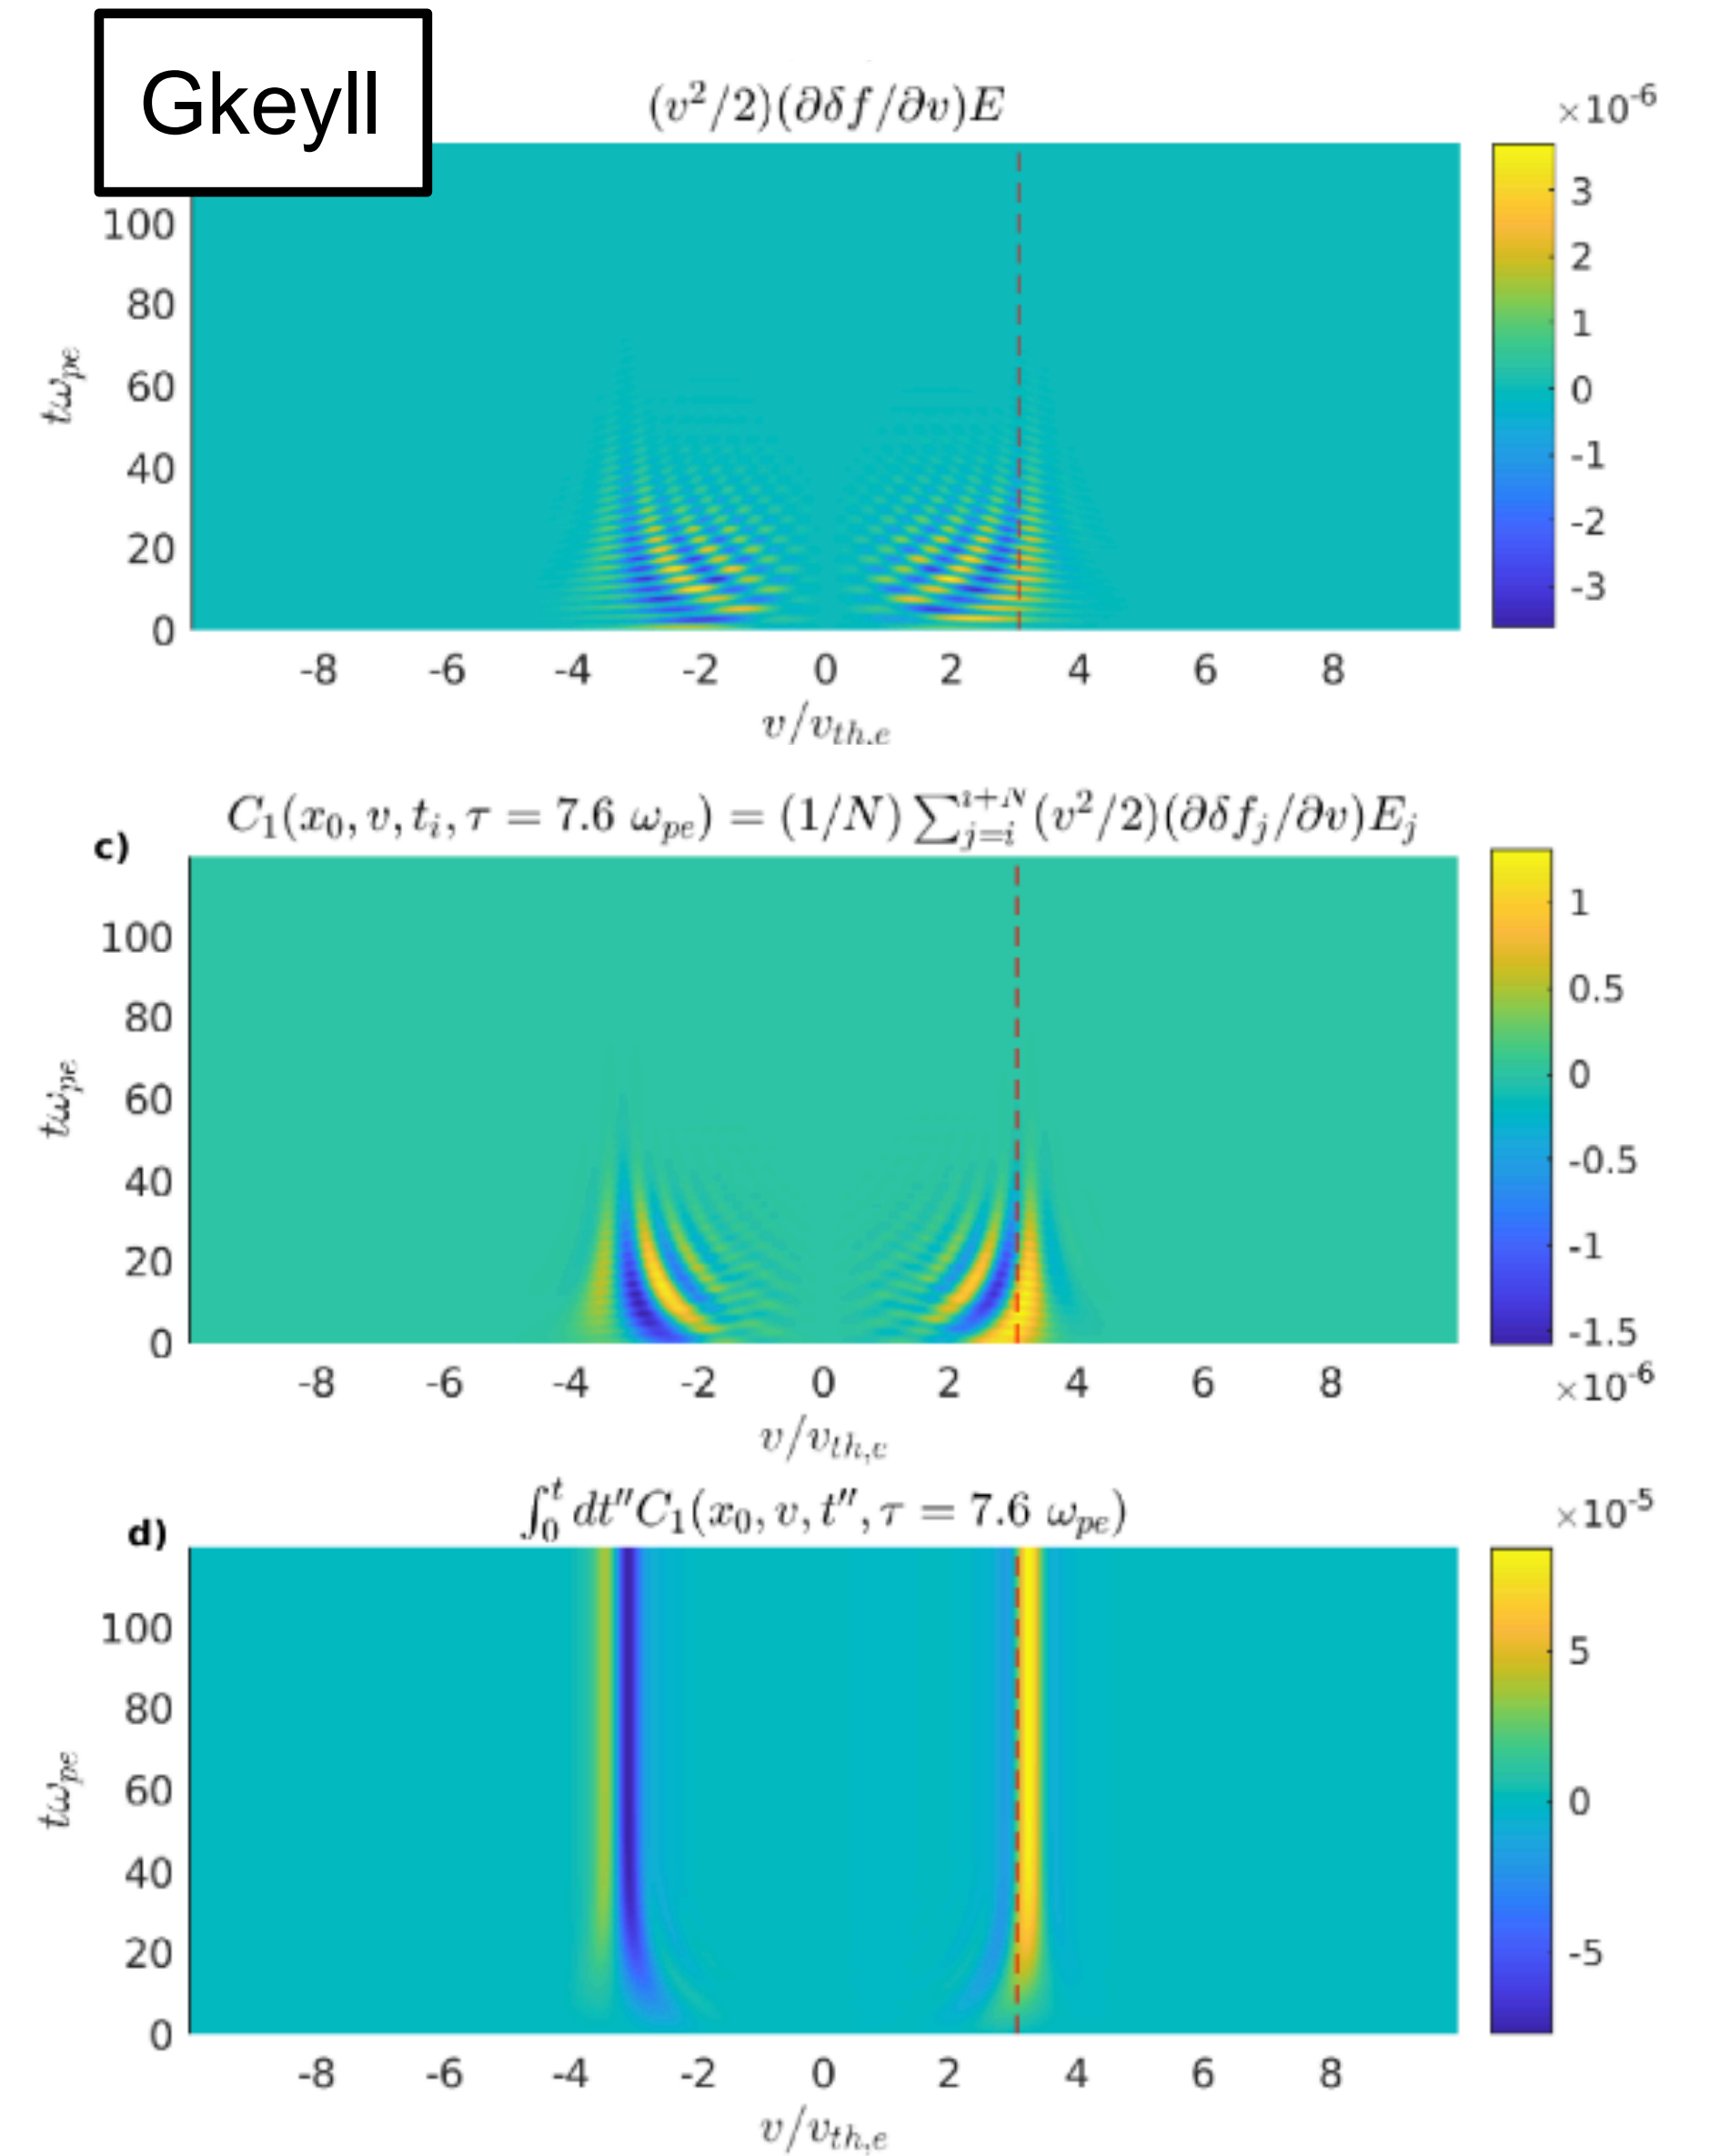 Gkeyll
(v²/2)(∂δf/∂v)E
×10⁻⁶
100
80
60
40
20
0
tω_pe
-8 -6 -4 -2 0 2 4 6 8
v/v_th,e
3
2
1
0
-1
-2
-3
c)
C₁(x₀, v, tᵢ, τ = 7.6 ω_pe) = (1/N) ∑_{j=i}^{i+N} (v²/2)(∂δf_j/∂v)E_j
100
80
60
40
20
0
tω_pe
-8 -6 -4 -2 0 2 4 6 8
v/v_th,e
1
0.5
0
-0.5
-1
-1.5
×10⁻⁶
d)
∫₀ᵗ dt″C₁(x₀, v, t″, τ = 7.6 ω_pe)
×10⁻⁵
100
80
60
40
20
0
tω_pe
-8 -6 -4 -2 0 2 4 6 8
v/v_th,e
5
0
-5